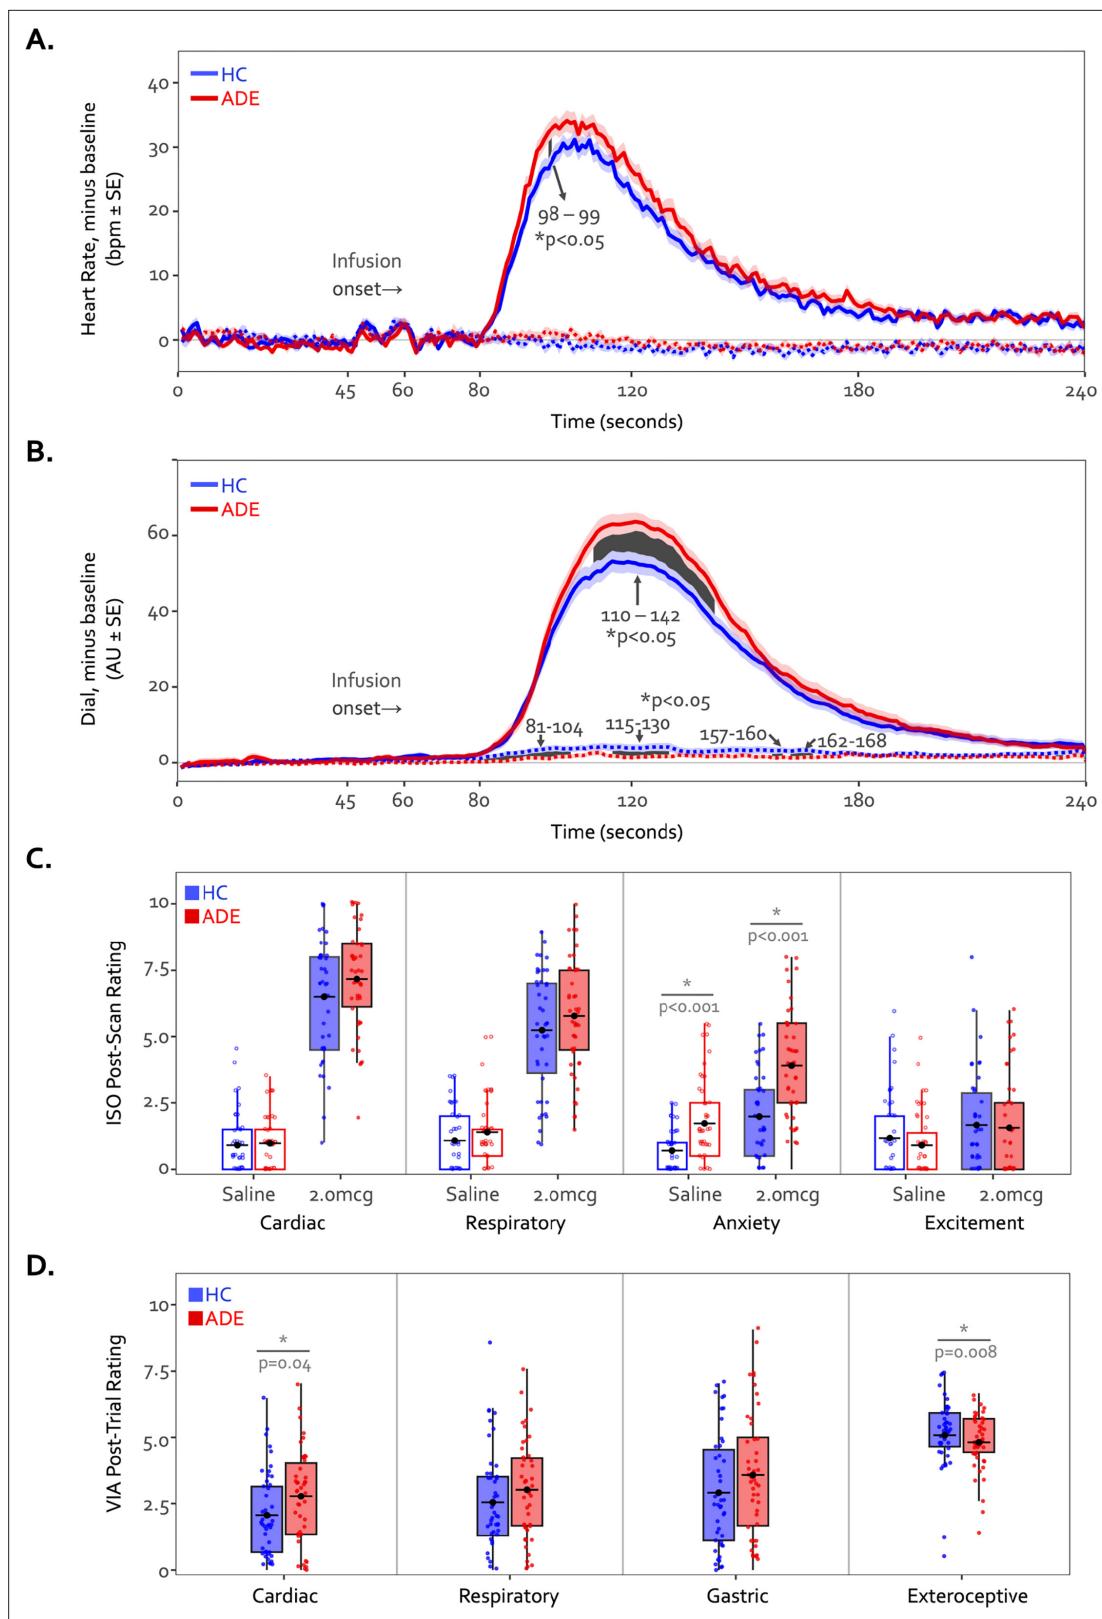 A.
HC
ADE
40
30
20
10
0
Heart Rate, minus baseline
(bpm ± SE)
98 – 99
*p<0.05
Infusion
onset→
0 45 60 80 120 180 240
Time (seconds)
B.
HC
ADE
60
40
20
0
Dial, minus baseline
(AU ± SE)
110 – 142
*p<0.05
Infusion
onset→
*p<0.05
81-104 115-130 157-160 162-168
0 45 60 80 120 180 240
Time (seconds)
C.
HC
ADE
10
7.5
5.0
2.5
0
ISO Post-Scan Rating
*
p<0.001
*
p<0.001
Saline 2.0mcg Saline 2.0mcg Saline 2.0mcg Saline 2.0mcg
Cardiac Respiratory Anxiety Excitement
D.
HC
ADE
10
7.5
5.0
2.5
0
VIA Post-Trial Rating
*
p=0.04
*
p=0.008
Cardiac Respiratory Gastric Exteroceptive